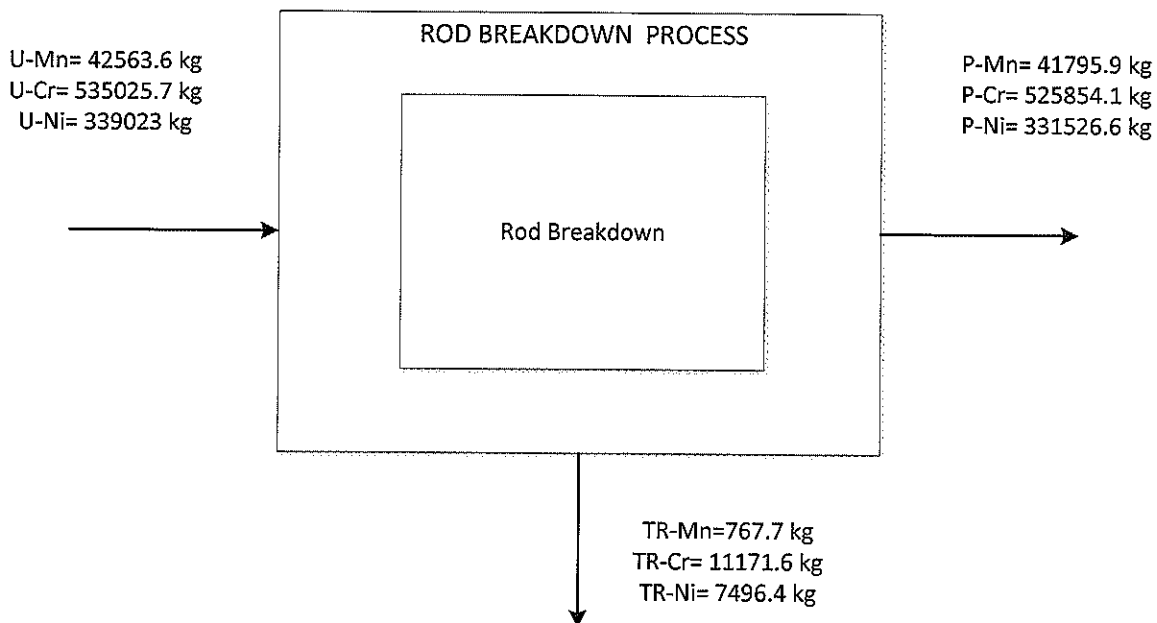 ROD BREAKDOWN PROCESS
U-Mn= 42563.6 kg
U-Cr= 535025.7 kg
U-Ni= 339023 kg
Rod Breakdown
P-Mn= 41795.9 kg
P-Cr= 525854.1 kg
P-Ni= 331526.6 kg
TR-Mn=767.7 kg
TR-Cr= 11171.6 kg
TR-Ni= 7496.4 kg